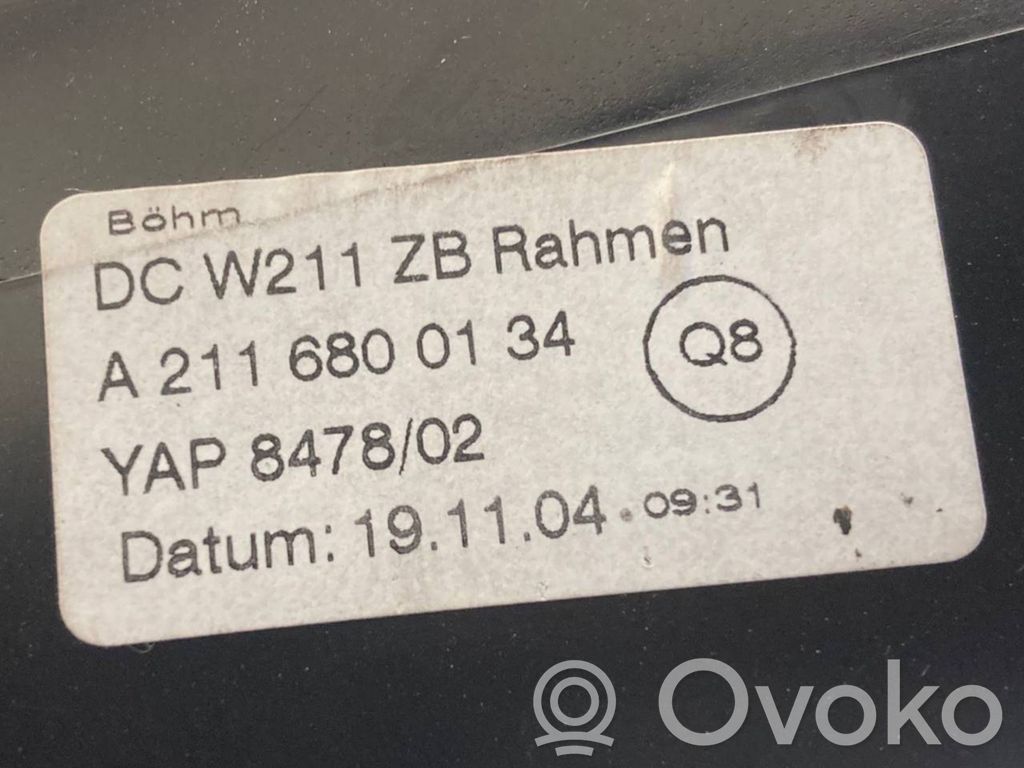 Böhm
DC W211 ZB Rahmen
A 211 680 01 34
Q8
YAP 8478/02
Datum: 19.11.04 09:31
Ovoko